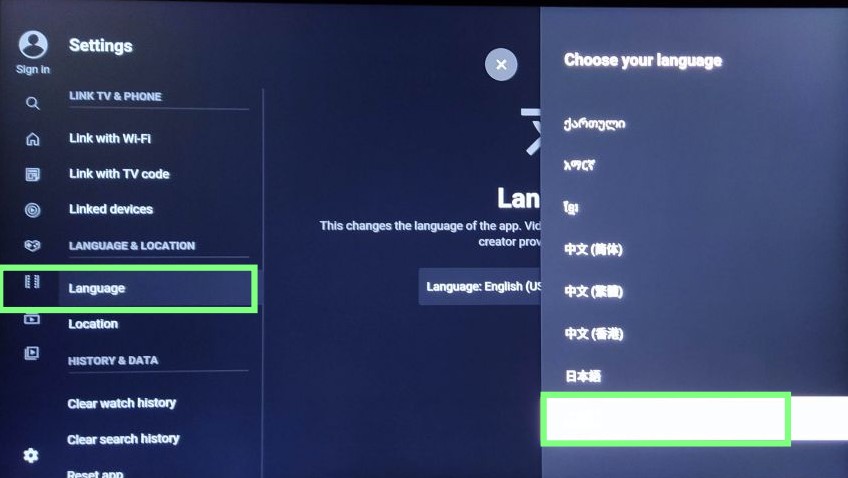 Settings
Sign in
LINK TV & PHONE
Link with Wi-Fi
Link with TV code
Linked devices
LANGUAGE & LOCATION
Language
Location
HISTORY & DATA
Clear watch history
Clear search history
Reset app
Lan
This changes the language of the app. Vid
creator prov
Language: English (US
Choose your language
ქართული
አማርኛ
ខ្មែរ
中文 (简体)
中文 (繁體)
中文 (香港)
日本語